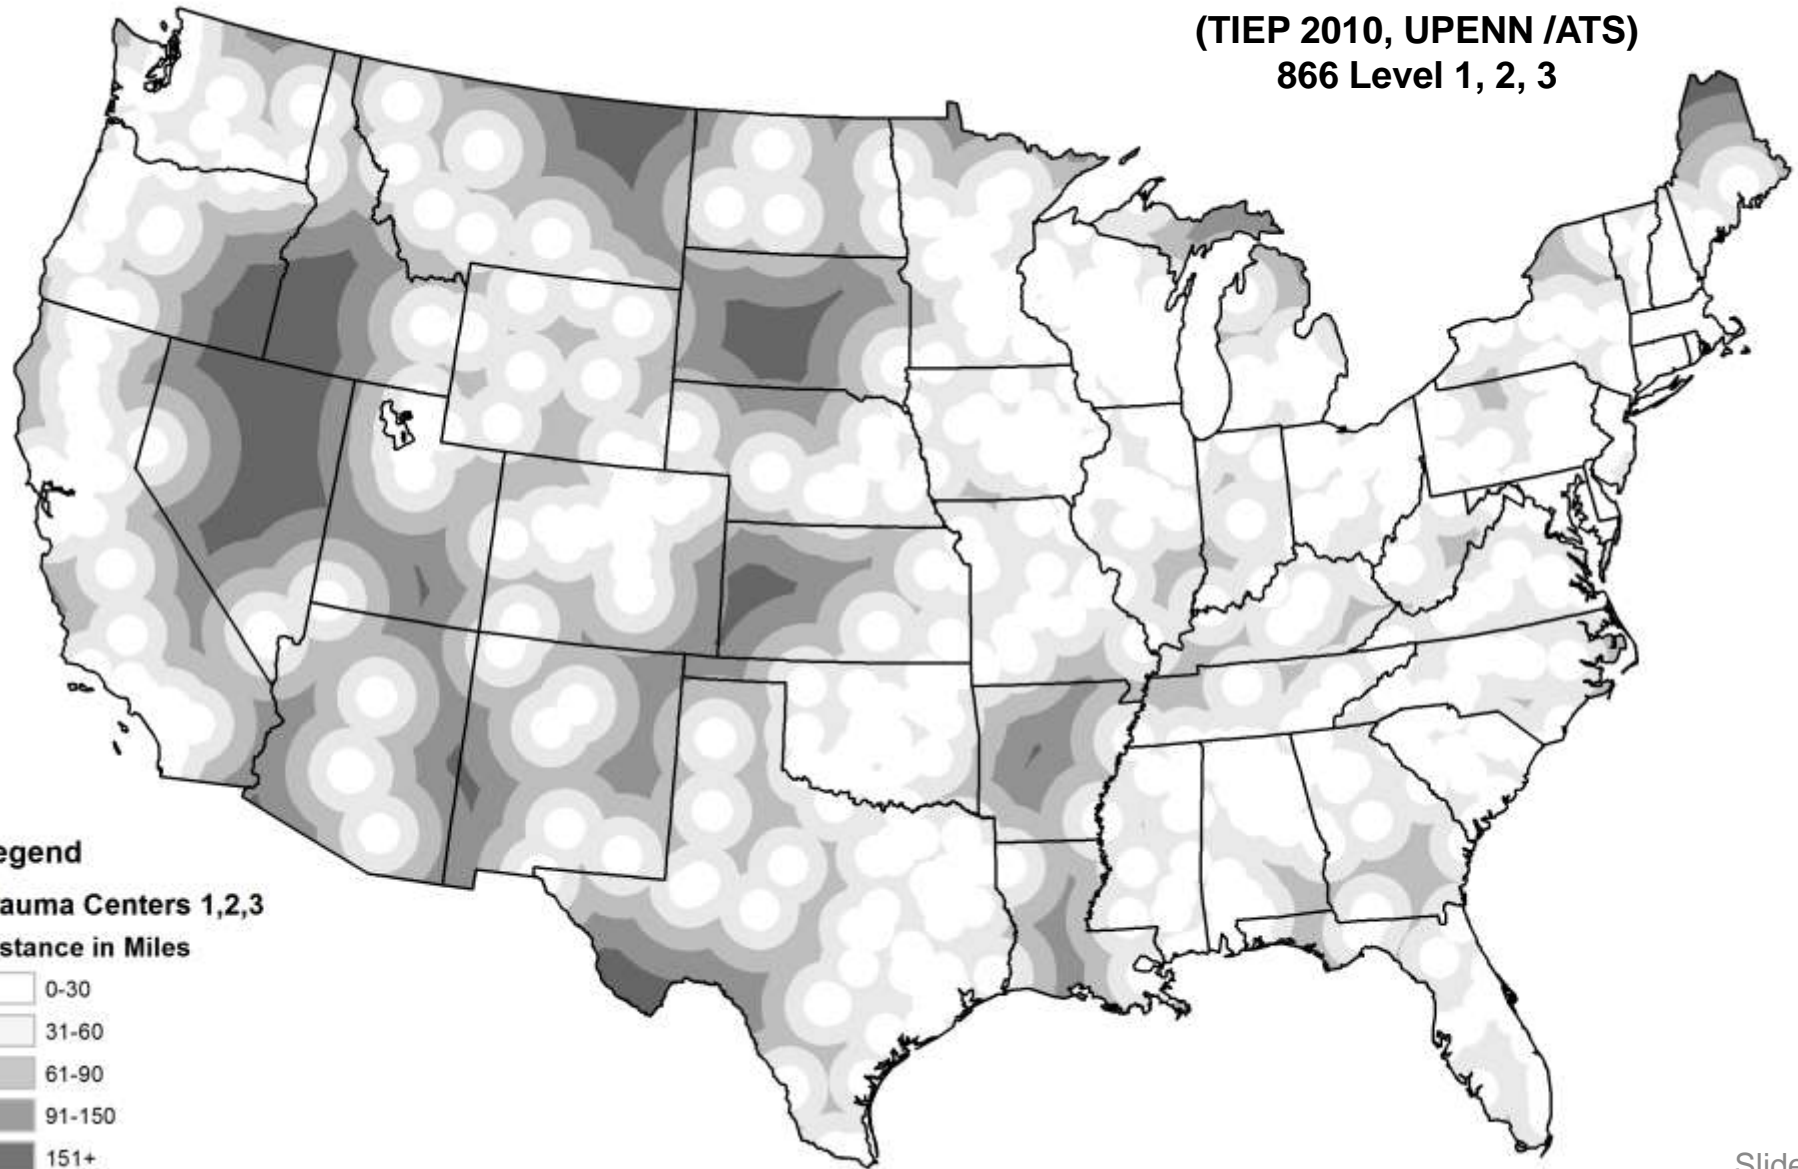 (TIEP 2010, UPENN /ATS)
866 Level 1, 2, 3
egend
auma Centers 1,2,3
stance in Miles
0-30
31-60
61-90
91-150
151+
Slide